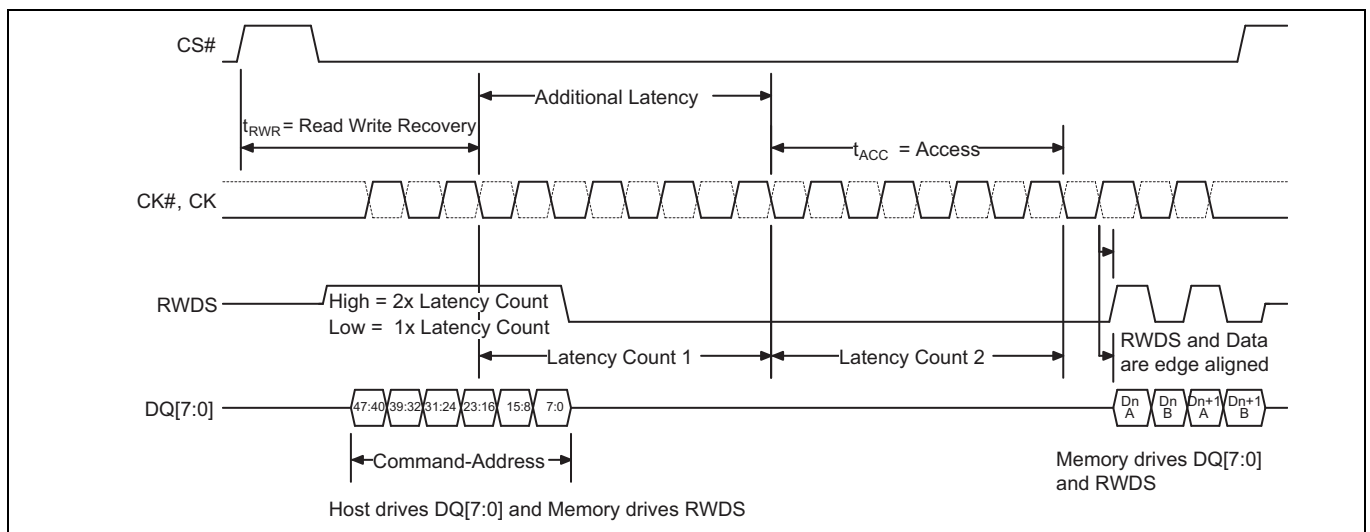 CS#
Additional Latency
tRWR = Read Write Recovery
tACC = Access
CK#, CK
RWDS
High = 2x Latency Count
Low = 1x Latency Count
Latency Count 1
Latency Count 2
RWDS and Data
are edge aligned
DQ[7:0]
47:40 39:32 31:24 23:16 15:8 7:0
Dn A Dn B Dn+1 A Dn+1 B
Command-Address
Memory drives DQ[7:0]
and RWDS
Host drives DQ[7:0] and Memory drives RWDS